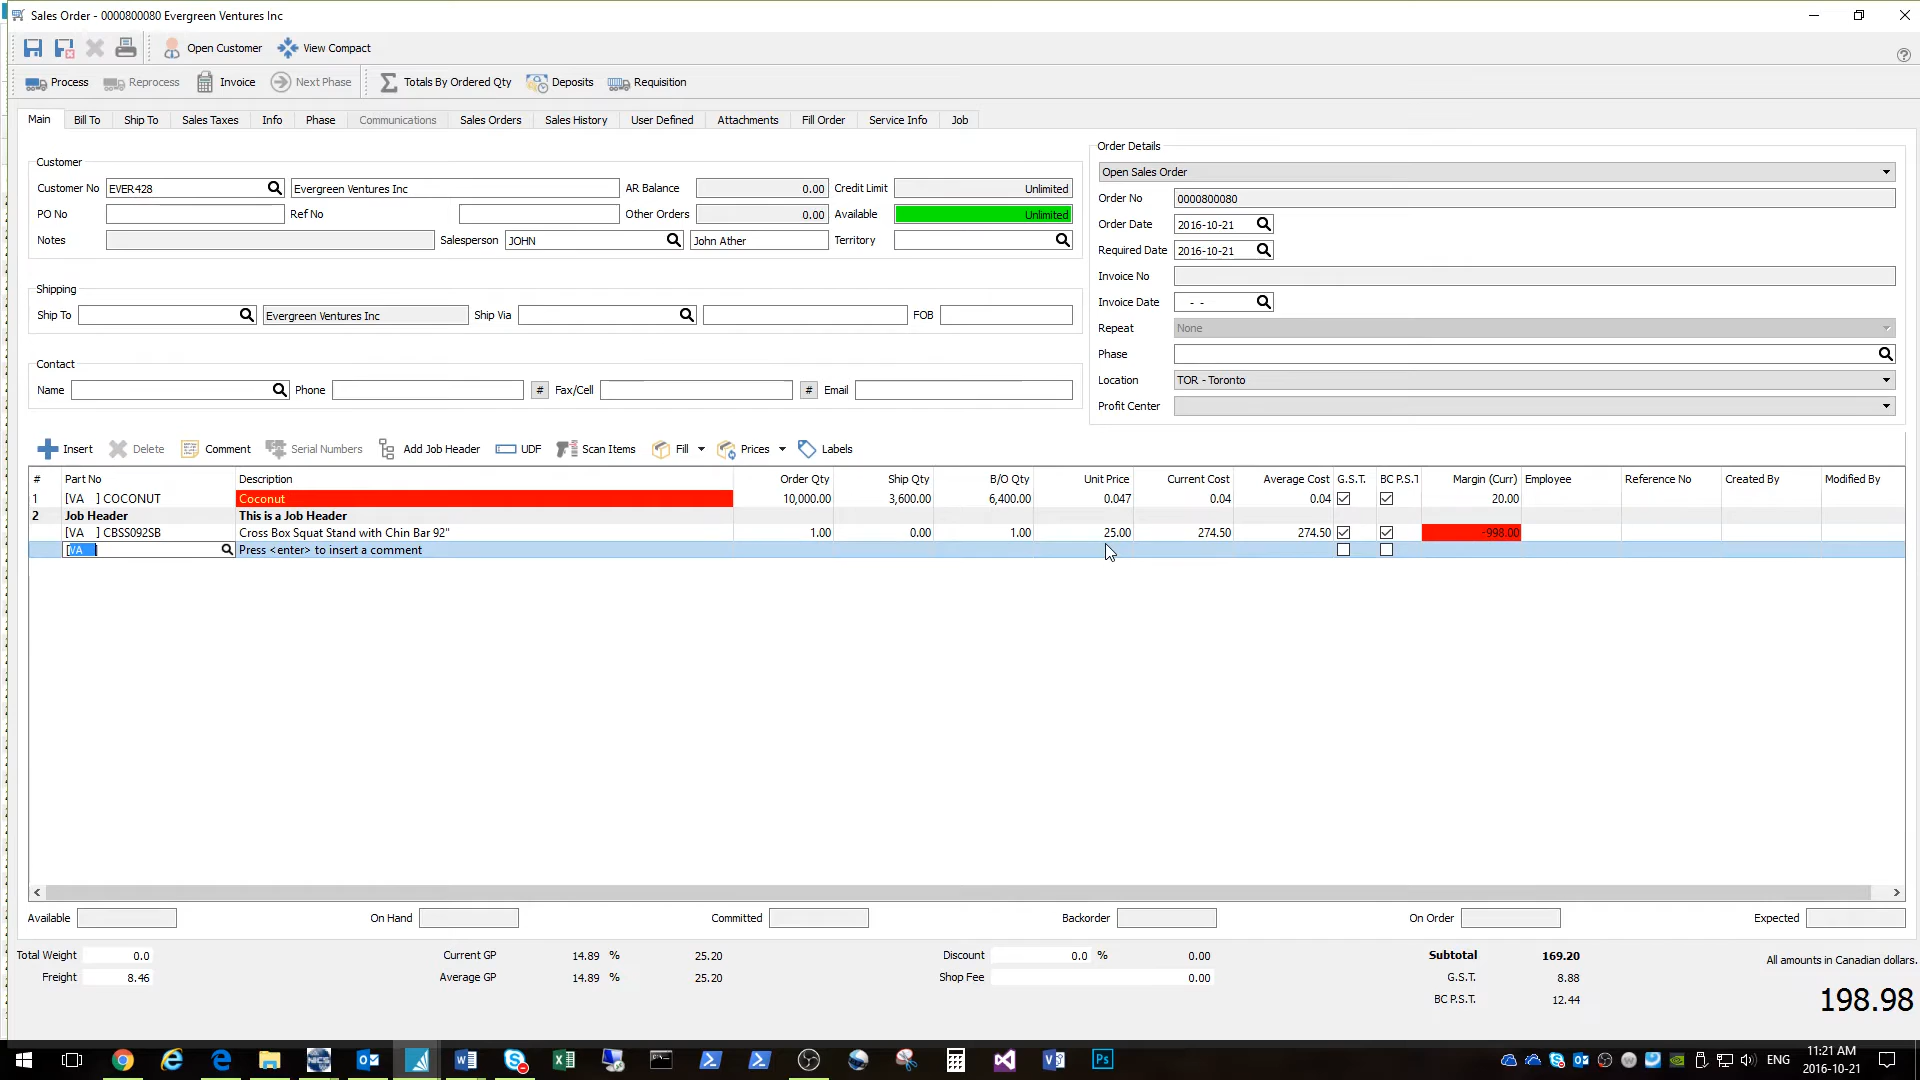 Sales Order - 0000800080 Evergreen Ventures Inc
Open Customer View Compact
Process Reprocess Invoice Next Phase Totals By Ordered Qty Deposits Requisition
Main Bill To Ship To Sales Taxes Info Phase Communications Sales Orders Sales History User Defined Attachments Fill Order Service Info Job
Customer
Customer No EVER428 Evergreen Ventures Inc AR Balance 0.00 Credit Limit Unlimited
PO No Ref No Other Orders 0.00 Available Unlimited
Notes Salesperson JOHN John Ather Territory
Shipping
Ship To Evergreen Ventures Inc Ship Via FOB
Contact
Name Phone # Fax/Cell # Email
Order Details
Open Sales Order
Order No 0000800080
Order Date 2016-10-21
Required Date 2016-10-21
Invoice No
Invoice Date - -
Repeat None
Phase
Location TOR - Toronto
Profit Center
Insert Delete Comment Serial Numbers Add Job Header UDF Scan Items Fill Prices Labels
# Part No Description Order Qty Ship Qty B/O Qty Unit Price Current Cost Average Cost G.S.T. BC P.S.T Margin (Curr) Employee Reference No Created By Modified By
1 [VA ] COCONUT Coconut 10,000.00 3,600.00 6,400.00 0.047 0.04 0.04 20.00
2 Job Header This is a Job Header
[VA ] CBSS092SB Cross Box Squat Stand with Chin Bar 92" 1.00 0.00 1.00 25.00 274.50 274.50 -998.00
[VA ] Press <enter> to insert a comment
Available On Hand Committed Backorder On Order Expected
Total Weight 0.0 Current GP 14.89 % 25.20 Discount 0.0 % 0.00 Subtotal 169.20 All amounts in Canadian dollars.
Freight 8.46 Average GP 14.89 % 25.20 Shop Fee 0.00 G.S.T. 8.88
BC P.S.T. 12.44
198.98
NCS
Ps
ENG
11:21 AM
2016-10-21